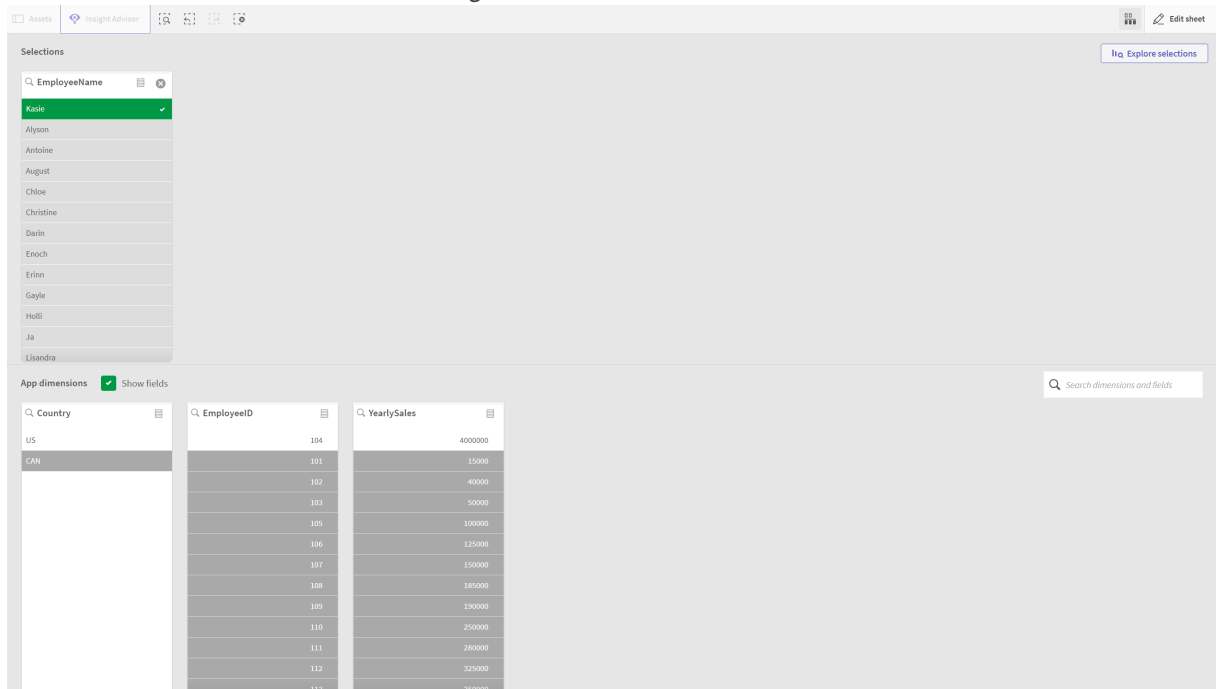 Assets Insight Advisor Edit sheet
Selections Explore selections
EmployeeName
Kasie
Alyson
Antoine
August
Chloe
Christine
Darin
Enoch
Erinn
Gayle
Holli
Ja
Lisandra
App dimensions Show fields Search dimensions and fields
Country EmployeeID YearlySales
US 104 4000000
CAN 101 15000
102 40000
103 50000
105 100000
106 125000
107 150000
108 185000
109 190000
110 250000
111 280000
112 325000